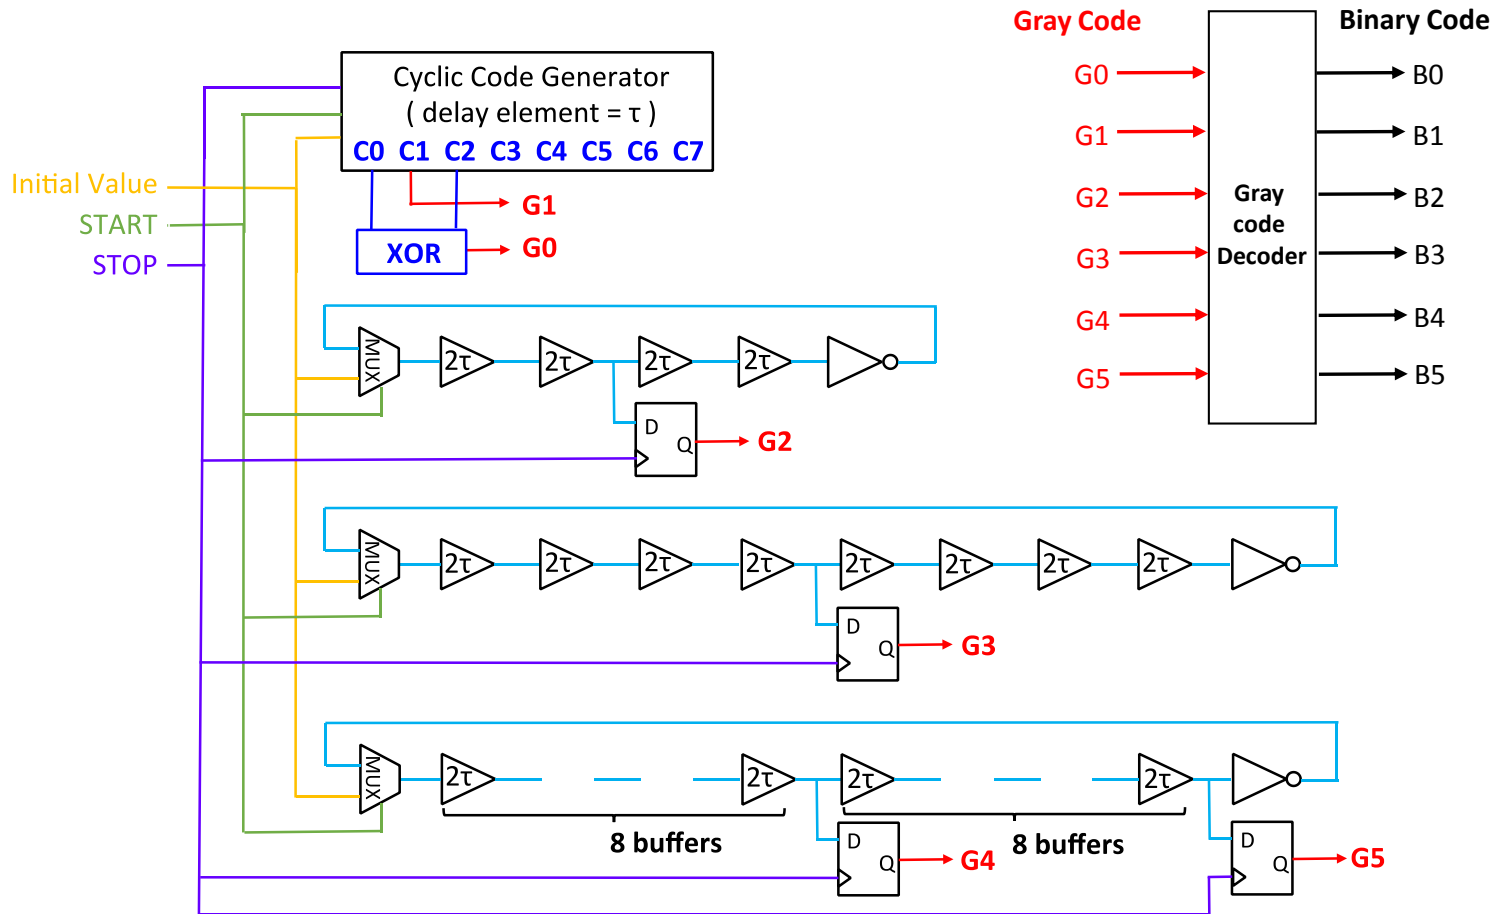 Gray Code
Binary Code
Cyclic Code Generator
( delay element = τ )
C0 C1 C2 C3 C4 C5 C6 C7
Initial Value
START
STOP
G1
XOR
G0
G0
G1
G2
G3
G4
G5
Gray
code
Decoder
B0
B1
B2
B3
B4
B5
MUX
2τ
2τ
2τ
2τ
D
Q
G2
MUX
2τ
2τ
2τ
2τ
2τ
2τ
2τ
2τ
D
Q
G3
MUX
2τ
2τ
2τ
2τ
8 buffers
8 buffers
D
Q
G4
D
Q
G5